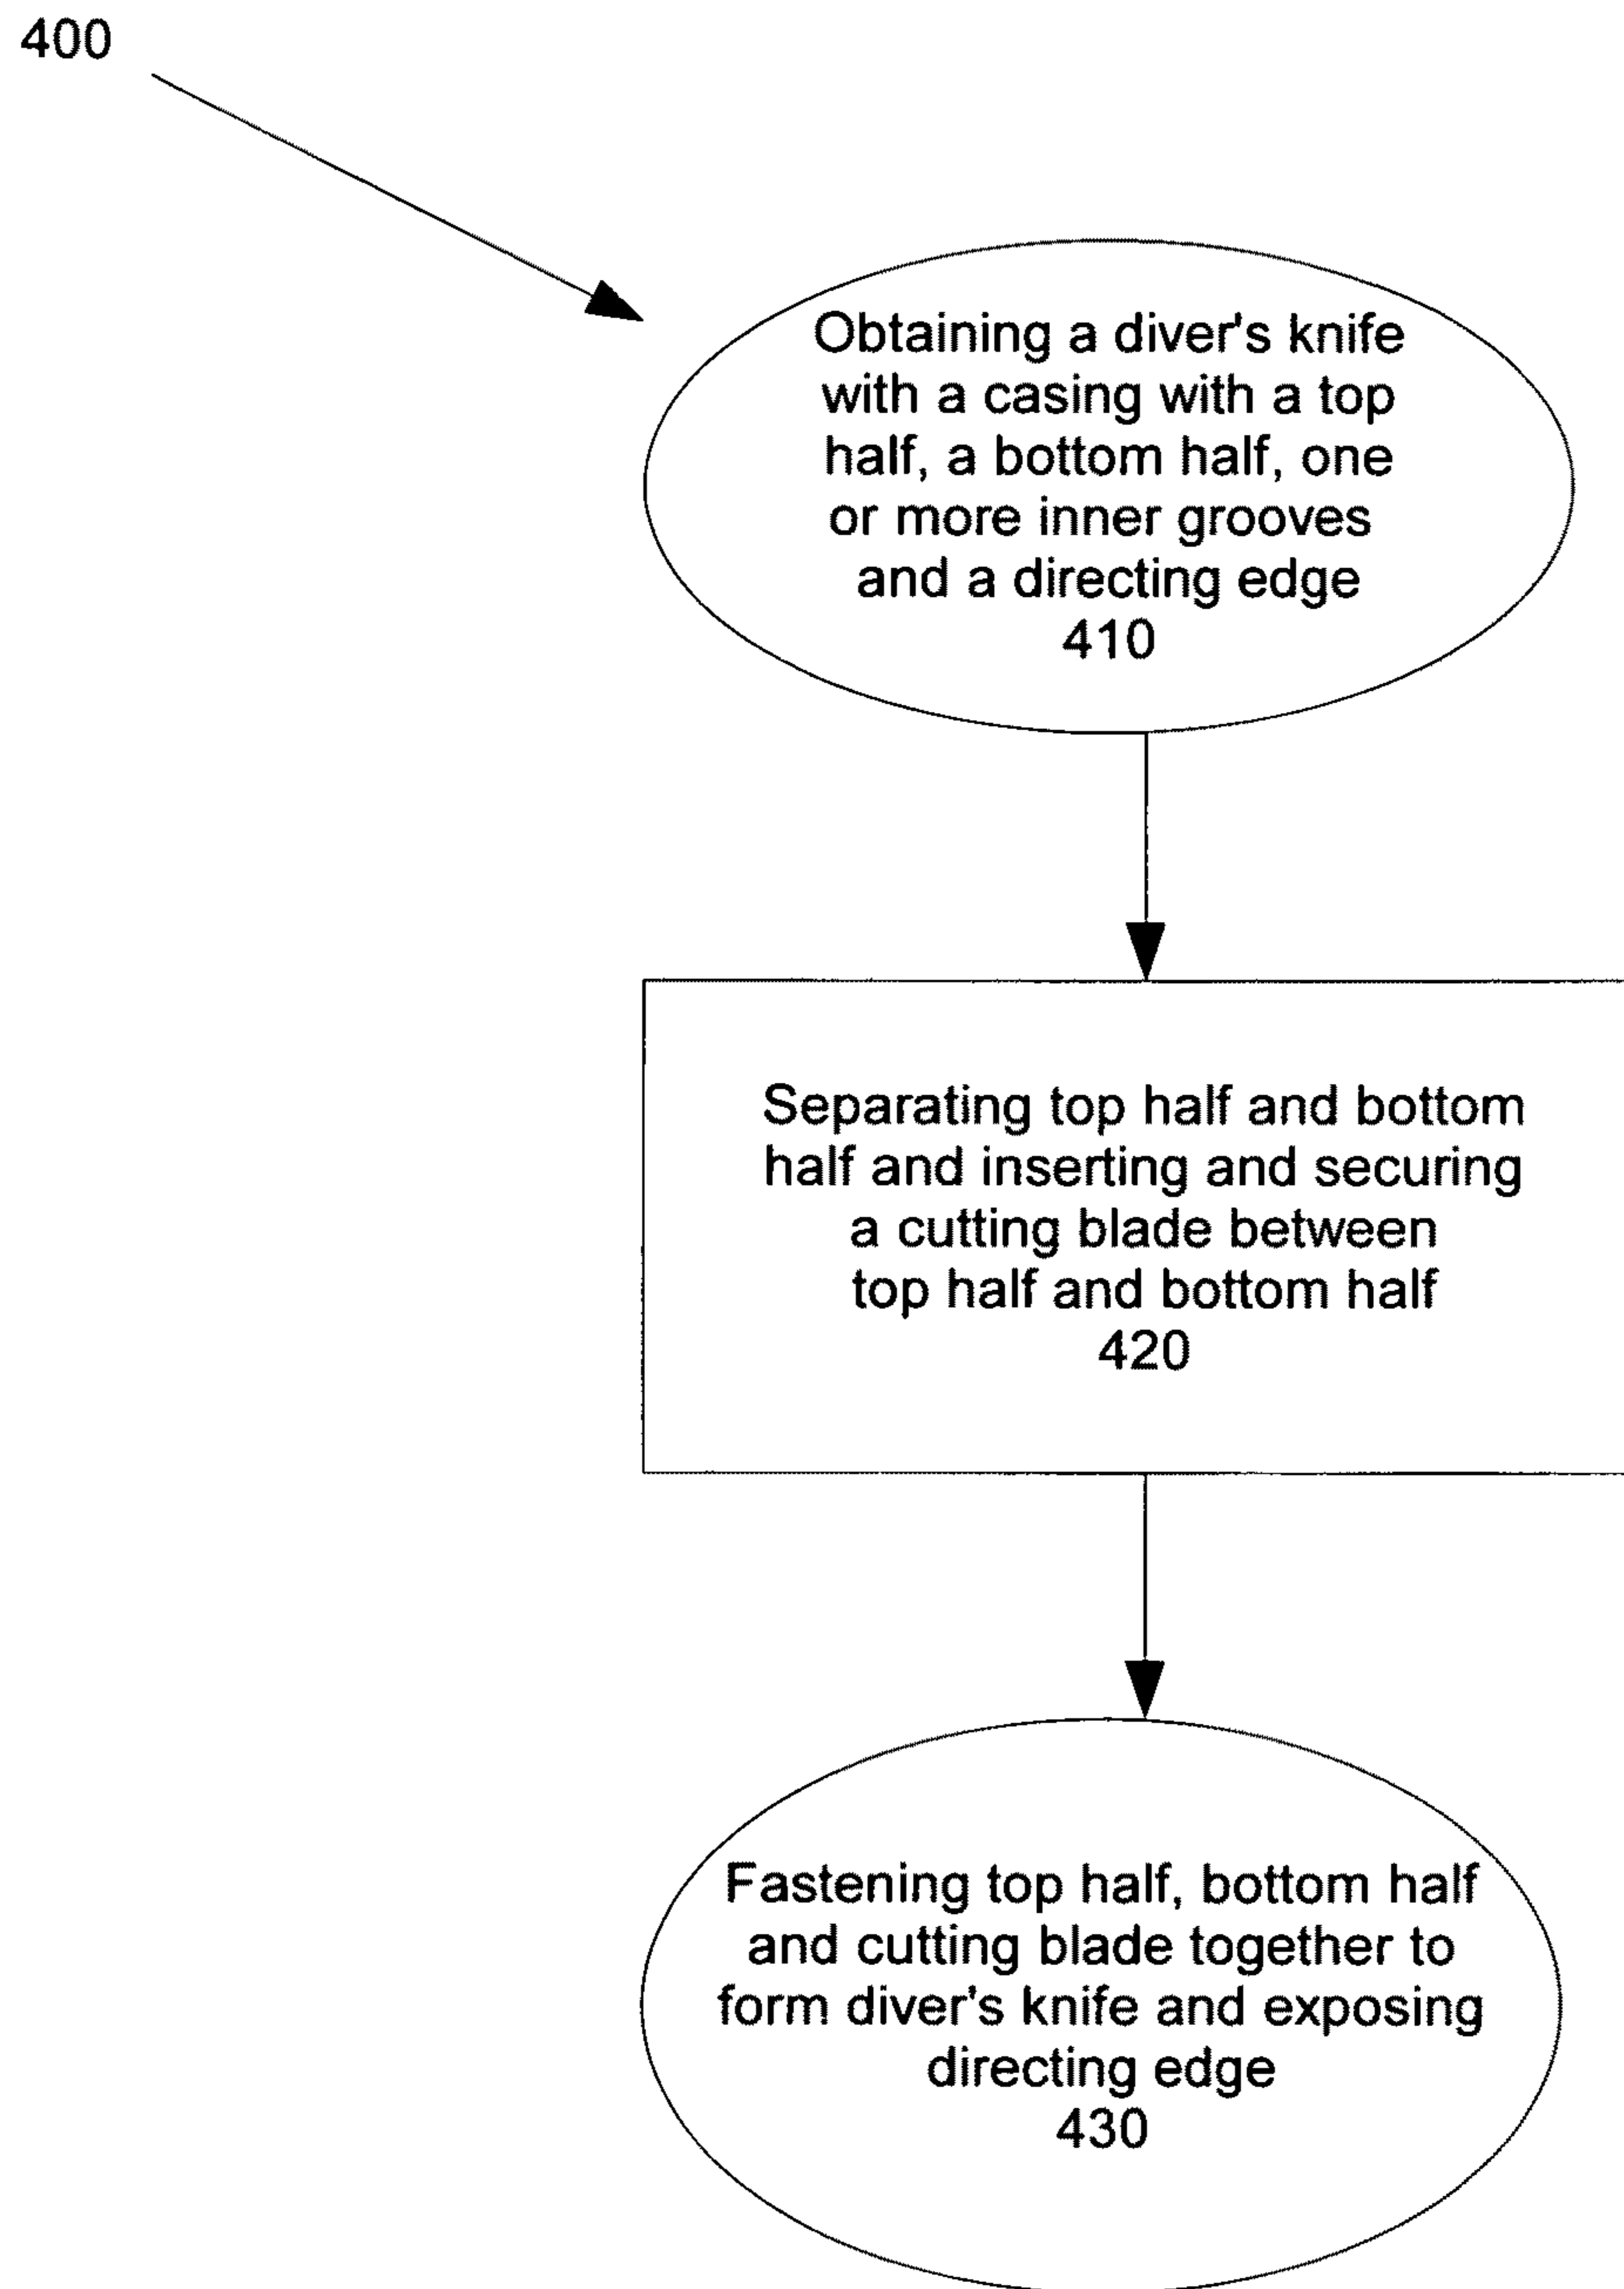 400
Obtaining a diver's knife
with a casing with a top
half, a bottom half, one
or more inner grooves
and a directing edge
410
Separating top half and bottom
half and inserting and securing
a cutting blade between
top half and bottom half
420
Fastening top half, bottom half
and cutting blade together to
form diver's knife and exposing
directing edge
430